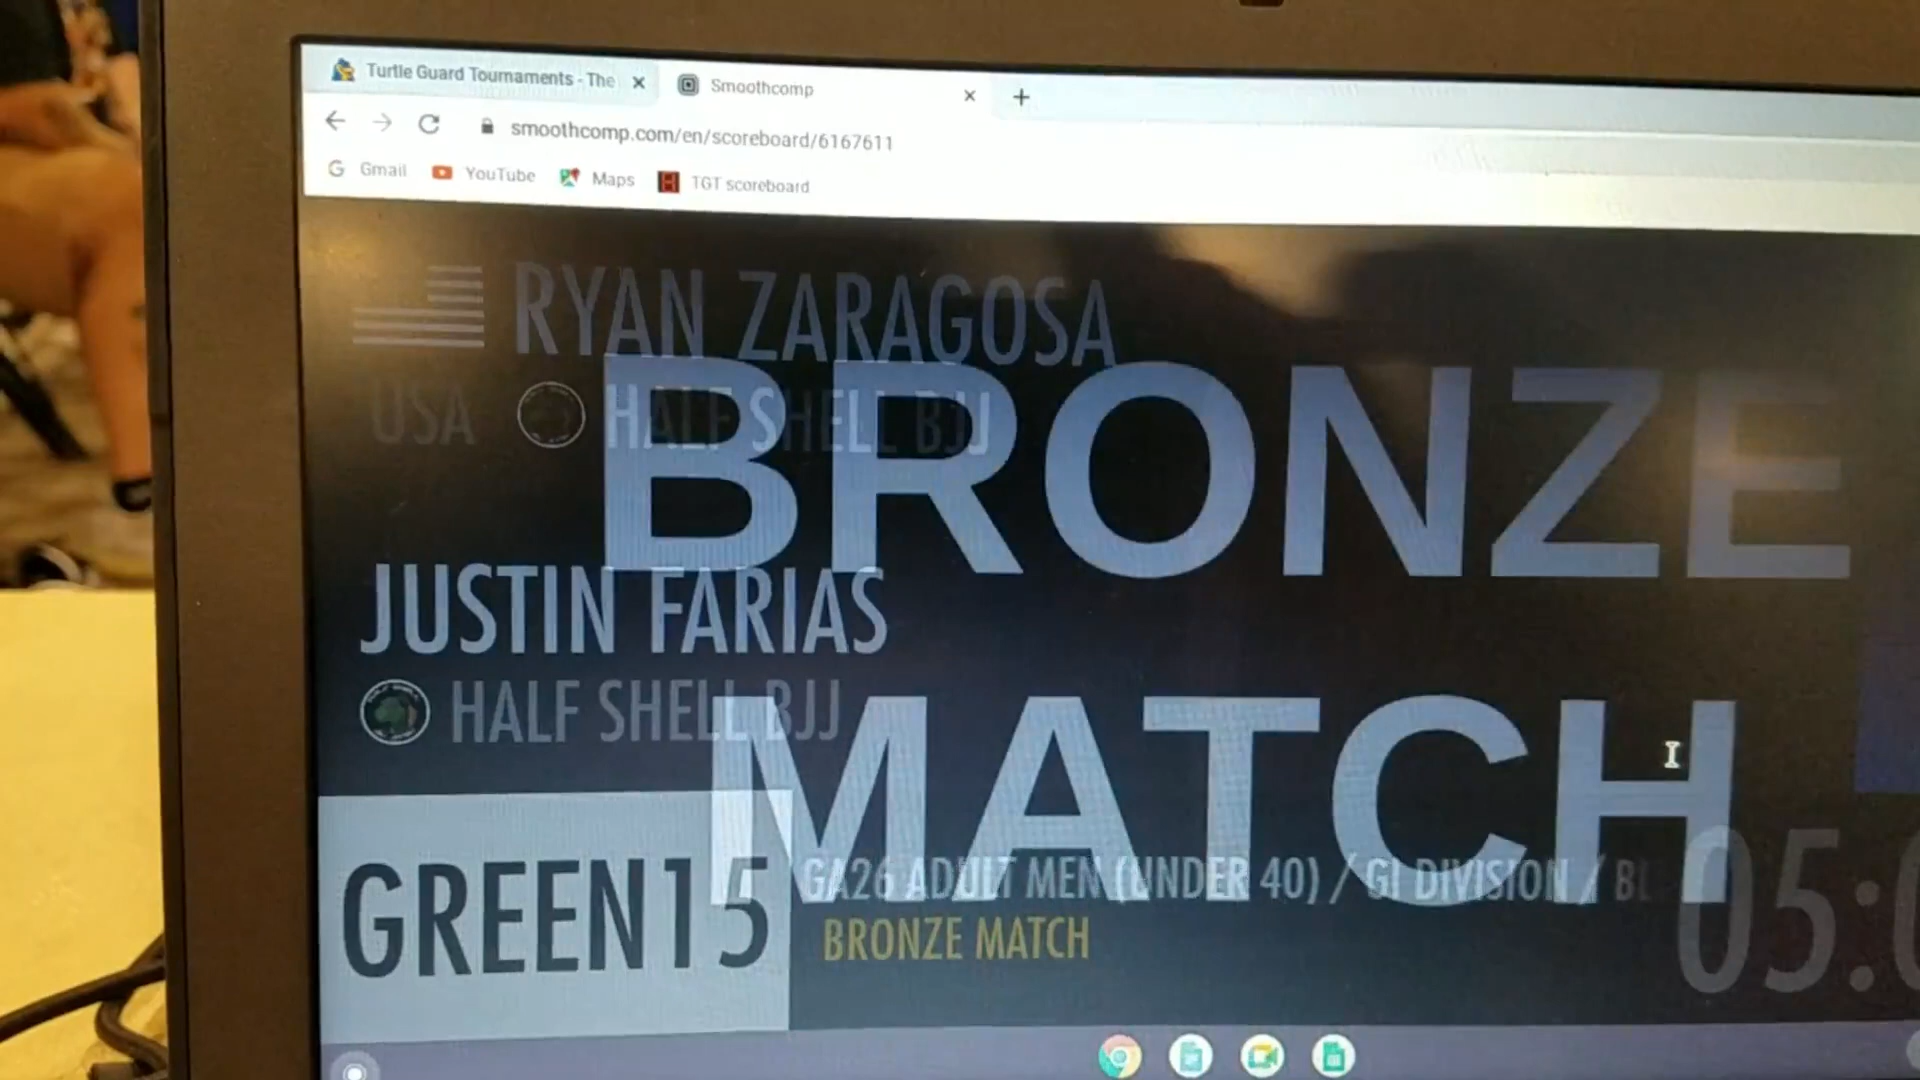 Turtle Guard Tournaments - The
Smoothcomp
smoothcomp.com/en/scoreboard/6167611
Gmail YouTube Maps TGT scoreboard
RYAN ZARAGOSA
USA HALF SHELL BJJ
BRONZE
JUSTIN FARIAS
HALF SHELL BJJ
MATCH
GREEN15
GA26 ADULT MEN (UNDER 40) / GI DIVISION /
BRONZE MATCH
05: